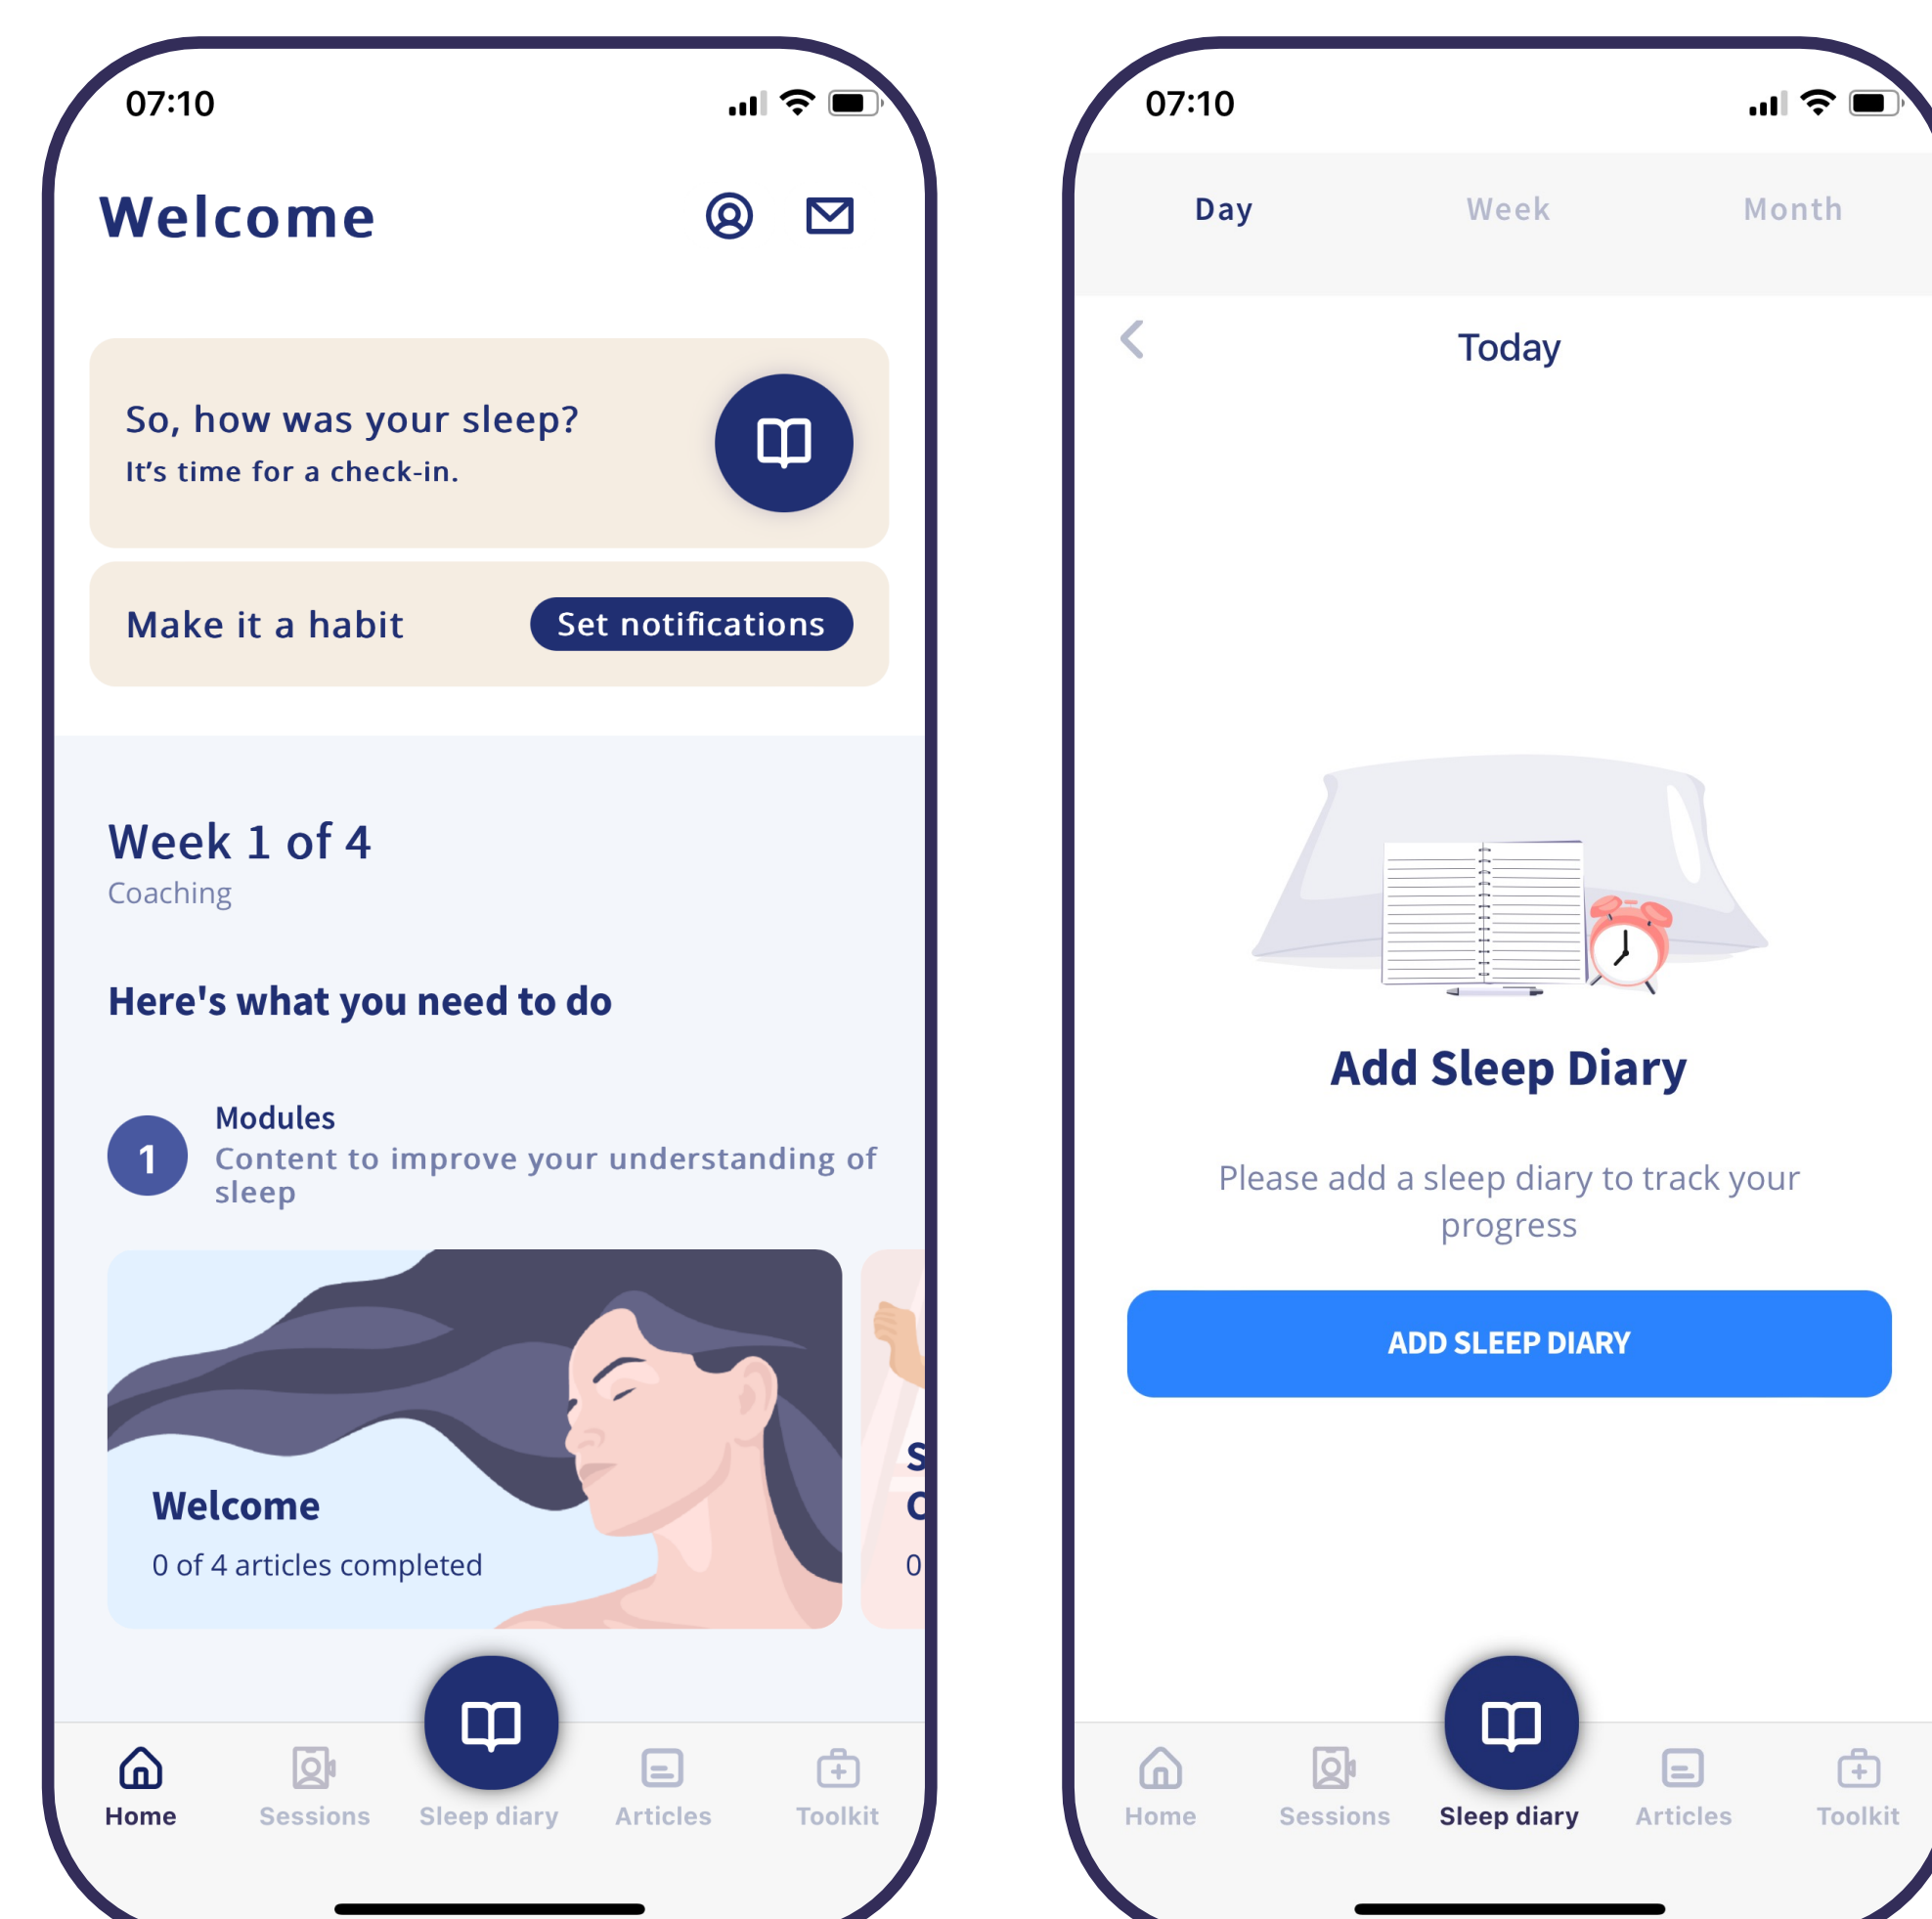 07:10
Welcome
So, how was your sleep?
It’s time for a check-in.
Make it a habit
Set notifications
Week 1 of 4
Coaching
Here's what you need to do
1
Modules
Content to improve your understanding of
sleep
Welcome
0 of 4 articles completed
S
C
0
Home
Sessions
Sleep diary
Articles
Toolkit
07:10
Day
Week
Month
Today
Add Sleep Diary
Please add a sleep diary to track your
progress
ADD SLEEP DIARY
Home
Sessions
Sleep diary
Articles
Toolkit